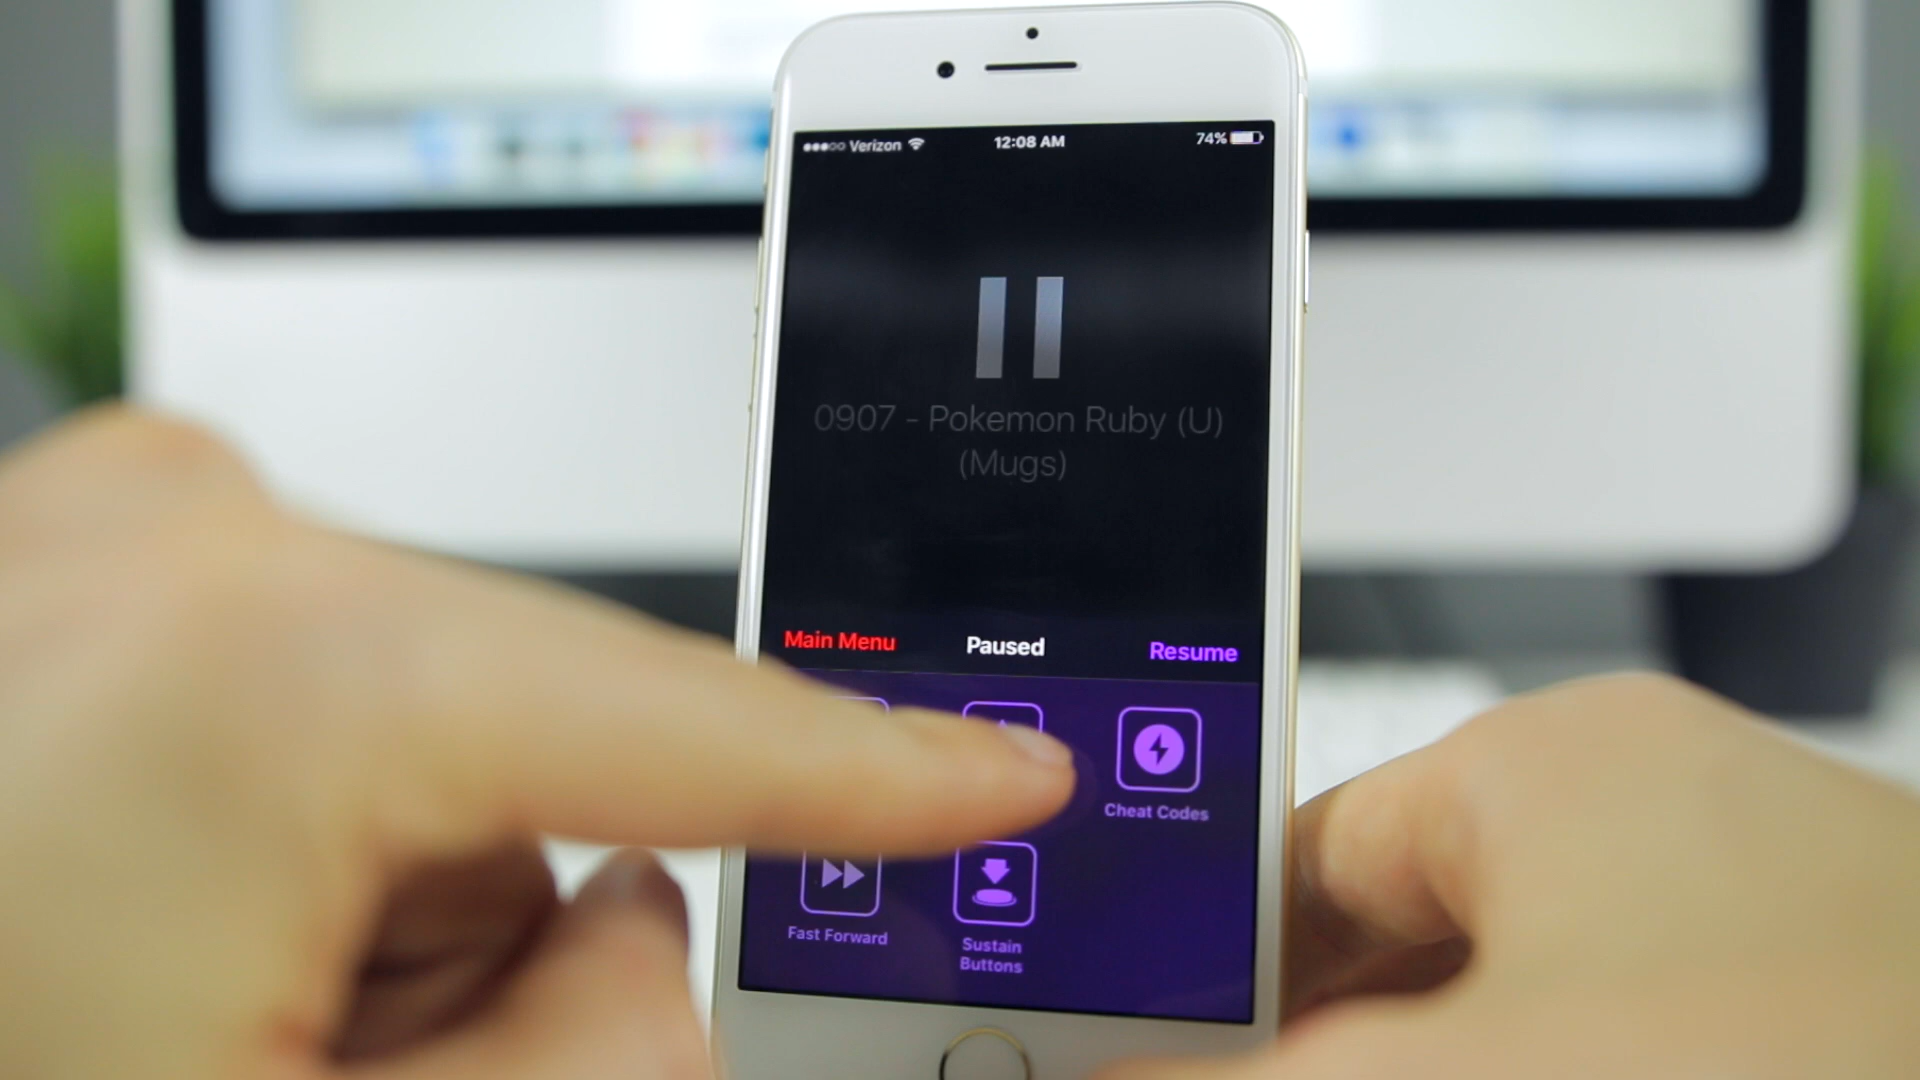 Verizon
12:08 AM
74%
0907 - Pokemon Ruby (U)
(Mugs)
Main Menu
Paused
Resume
Cheat Codes
Fast Forward
Sustain
Buttons